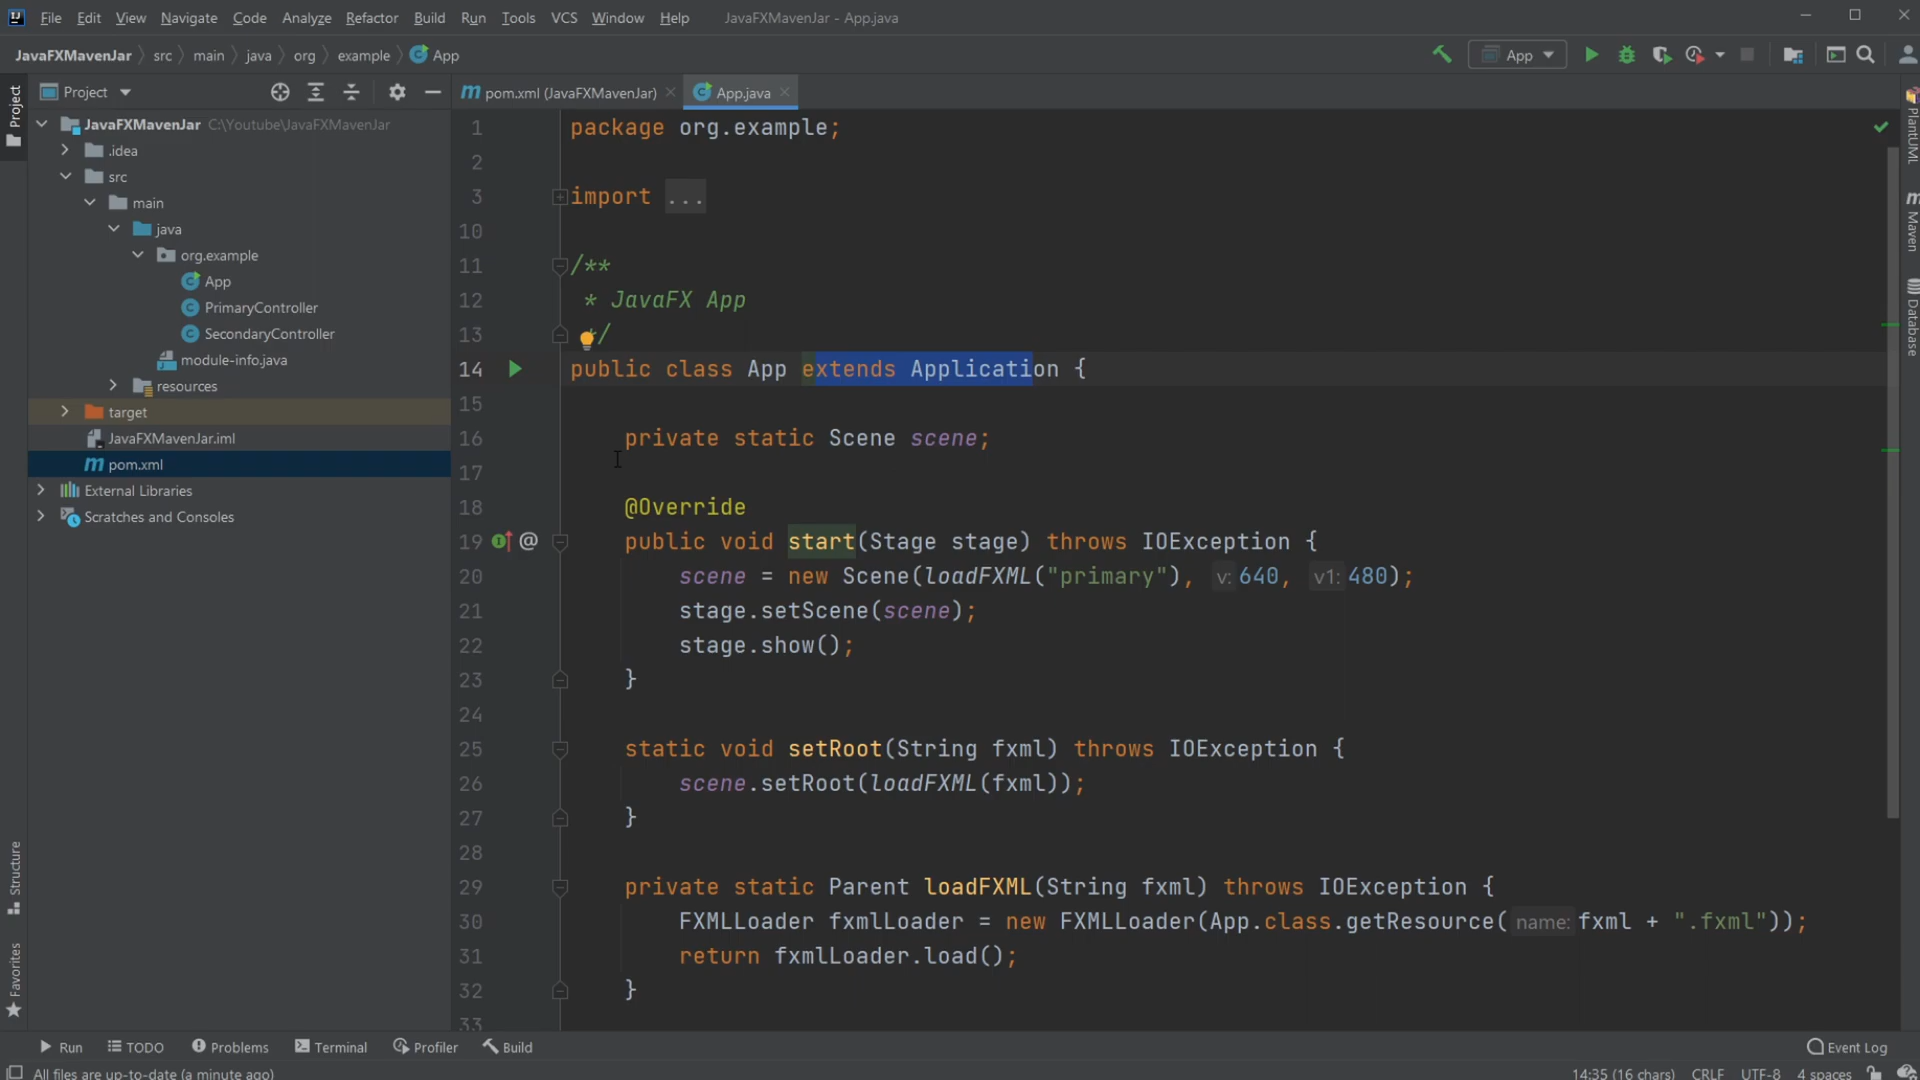 File Edit View Navigate Code Analyze Refactor Build Run Tools VCS Window Help JavaFXMavenJar - App.java
JavaFXMavenJar src main java org example App
App
Project
pom.xml (JavaFXMavenJar)
App.java
Project
Structure
Favorites
JavaFXMavenJar C:\Youtube\JavaFXMavenJar
.idea
src
main
java
org.example
App
PrimaryController
SecondaryController
module-info.java
resources
target
JavaFXMavenJar.iml
pom.xml
External Libraries
Scratches and Consoles
1 package org.example;
2
3 import ...
10
11 /**
12 * JavaFX App
13 */
14 public class App extends Application {
15
16 private static Scene scene;
17
18 @Override
19 public void start(Stage stage) throws IOException {
20 scene = new Scene(loadFXML("primary"), v: 640, v1: 480);
21 stage.setScene(scene);
22 stage.show();
23 }
24
25 static void setRoot(String fxml) throws IOException {
26 scene.setRoot(loadFXML(fxml));
27 }
28
29 private static Parent loadFXML(String fxml) throws IOException {
30 FXMLLoader fxmlLoader = new FXMLLoader(App.class.getResource( name: fxml + ".fxml"));
31 return fxmlLoader.load();
32 }
33
PlantUML
Maven
Database
Run TODO Problems Terminal Profiler Build Event Log
All files are up-to-date (a minute ago) 14:35 (16 chars) CRLF UTF-8 4 spaces